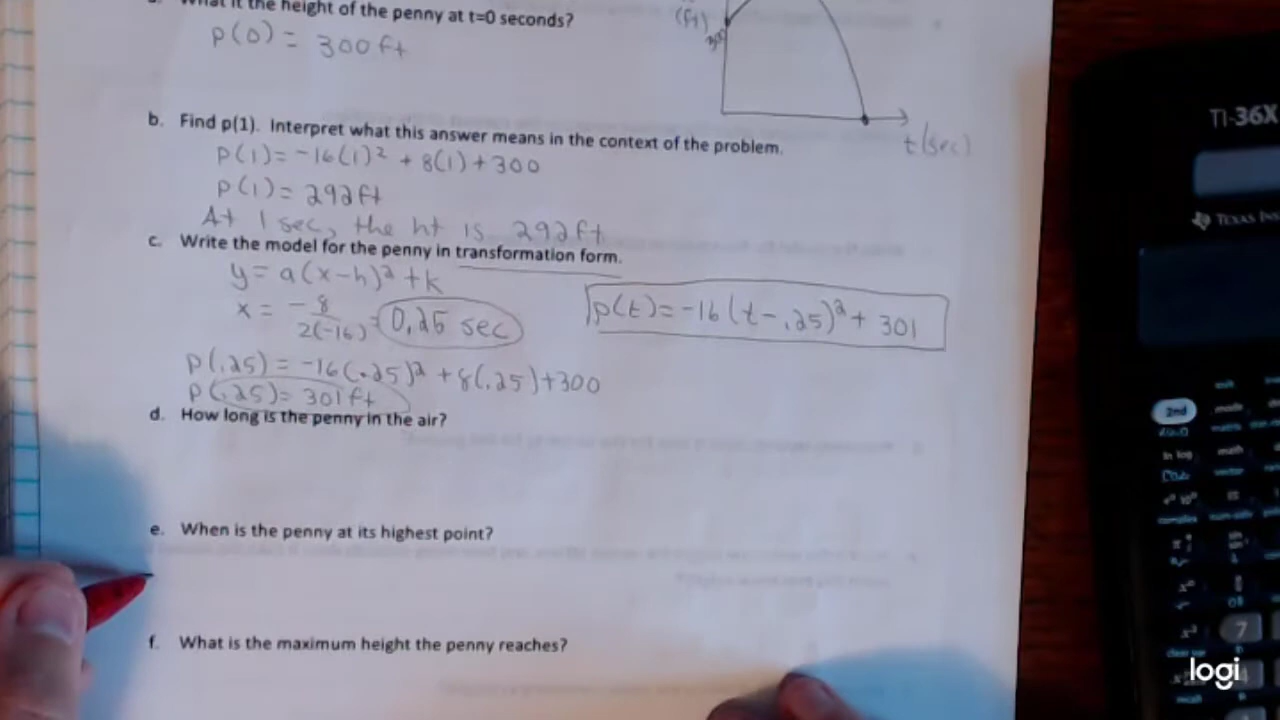 What it the height of the penny at t=0 seconds?
p(0) = 300 ft
(ft)
300
t(sec)
b. Find p(1). Interpret what this answer means in the context of the problem.
p(1) = -16(1)² + 8(1) + 300
p(1) = 292 ft
At 1 sec, the ht is 292 ft
c. Write the model for the penny in transformation form.
y = a(x-h)² + k
x = -8 / 2(-16) = 0.25 sec
p(t) = -16(t-.25)² + 301
p(.25) = -16(.25)² + 8(.25) + 300
p(.25) = 301 ft
d. How long is the penny in the air?
e. When is the penny at its highest point?
f. What is the maximum height the penny reaches?
TI-36X
TEXAS
2nd
7
logi